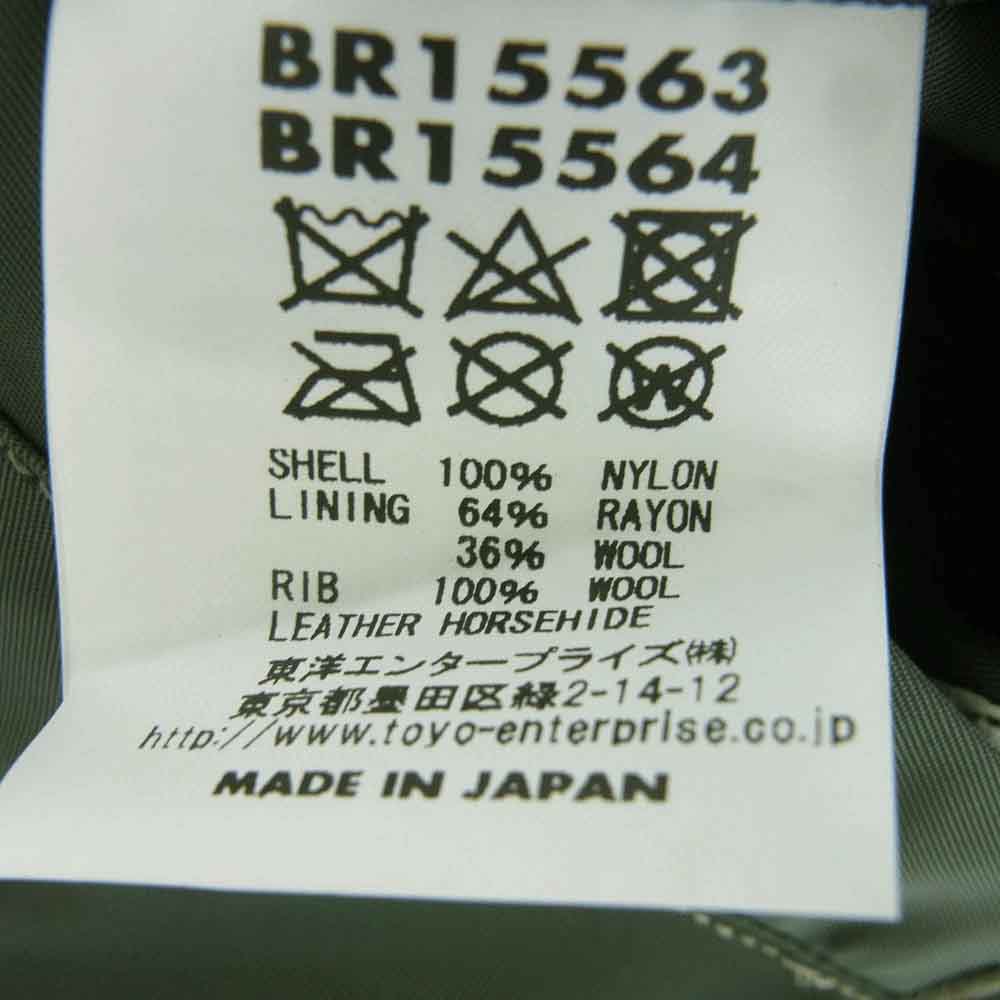 BR15563
BR15564
W
SHELL 100% NYLON
LINING 64% RAYON
36% WOOL
RIB 100% WOOL
LEATHER HORSEHIDE
東洋エンタープライズ㈱
東京都墨田区緑2-14-12
http://www.toyo-enterprise.co.jp
MADE IN JAPAN